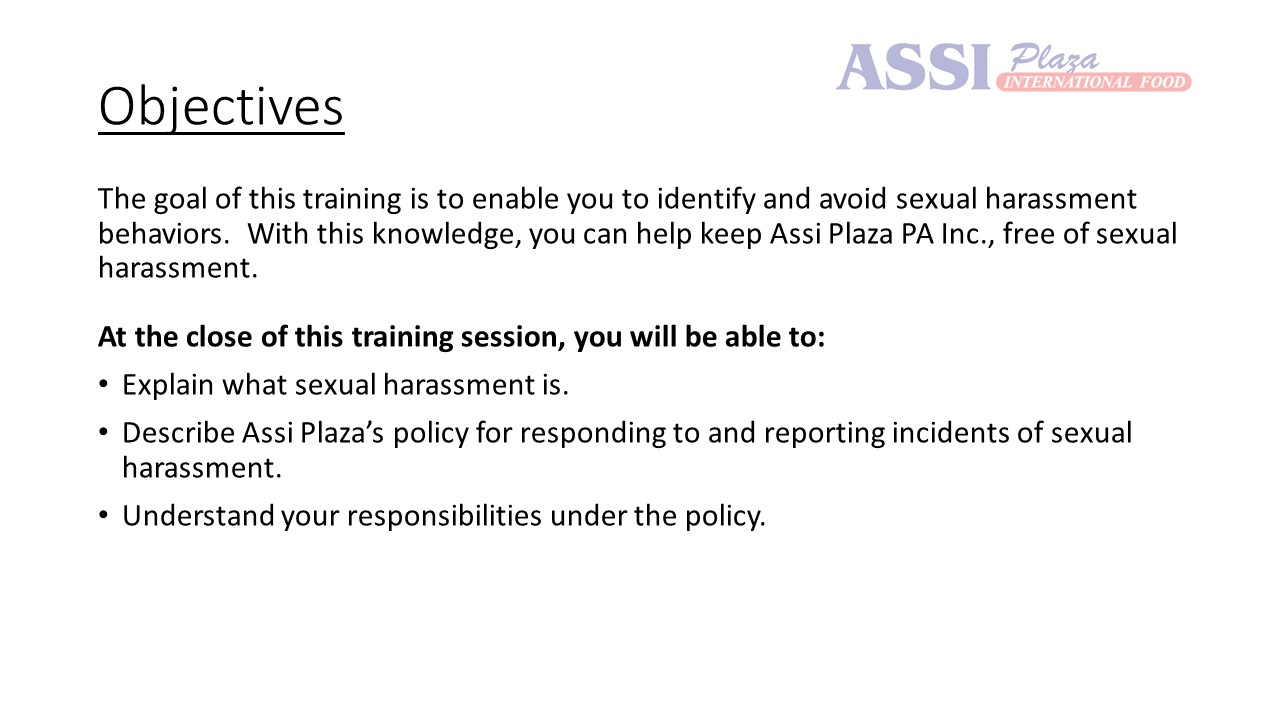 ASSI Plaza
INTERNATIONAL FOOD
Objectives
The goal of this training is to enable you to identify and avoid sexual harassment
behaviors.  With this knowledge, you can help keep Assi Plaza PA Inc., free of sexual
harassment.
At the close of this training session, you will be able to:
• Explain what sexual harassment is.
• Describe Assi Plaza’s policy for responding to and reporting incidents of sexual
harassment.
• Understand your responsibilities under the policy.